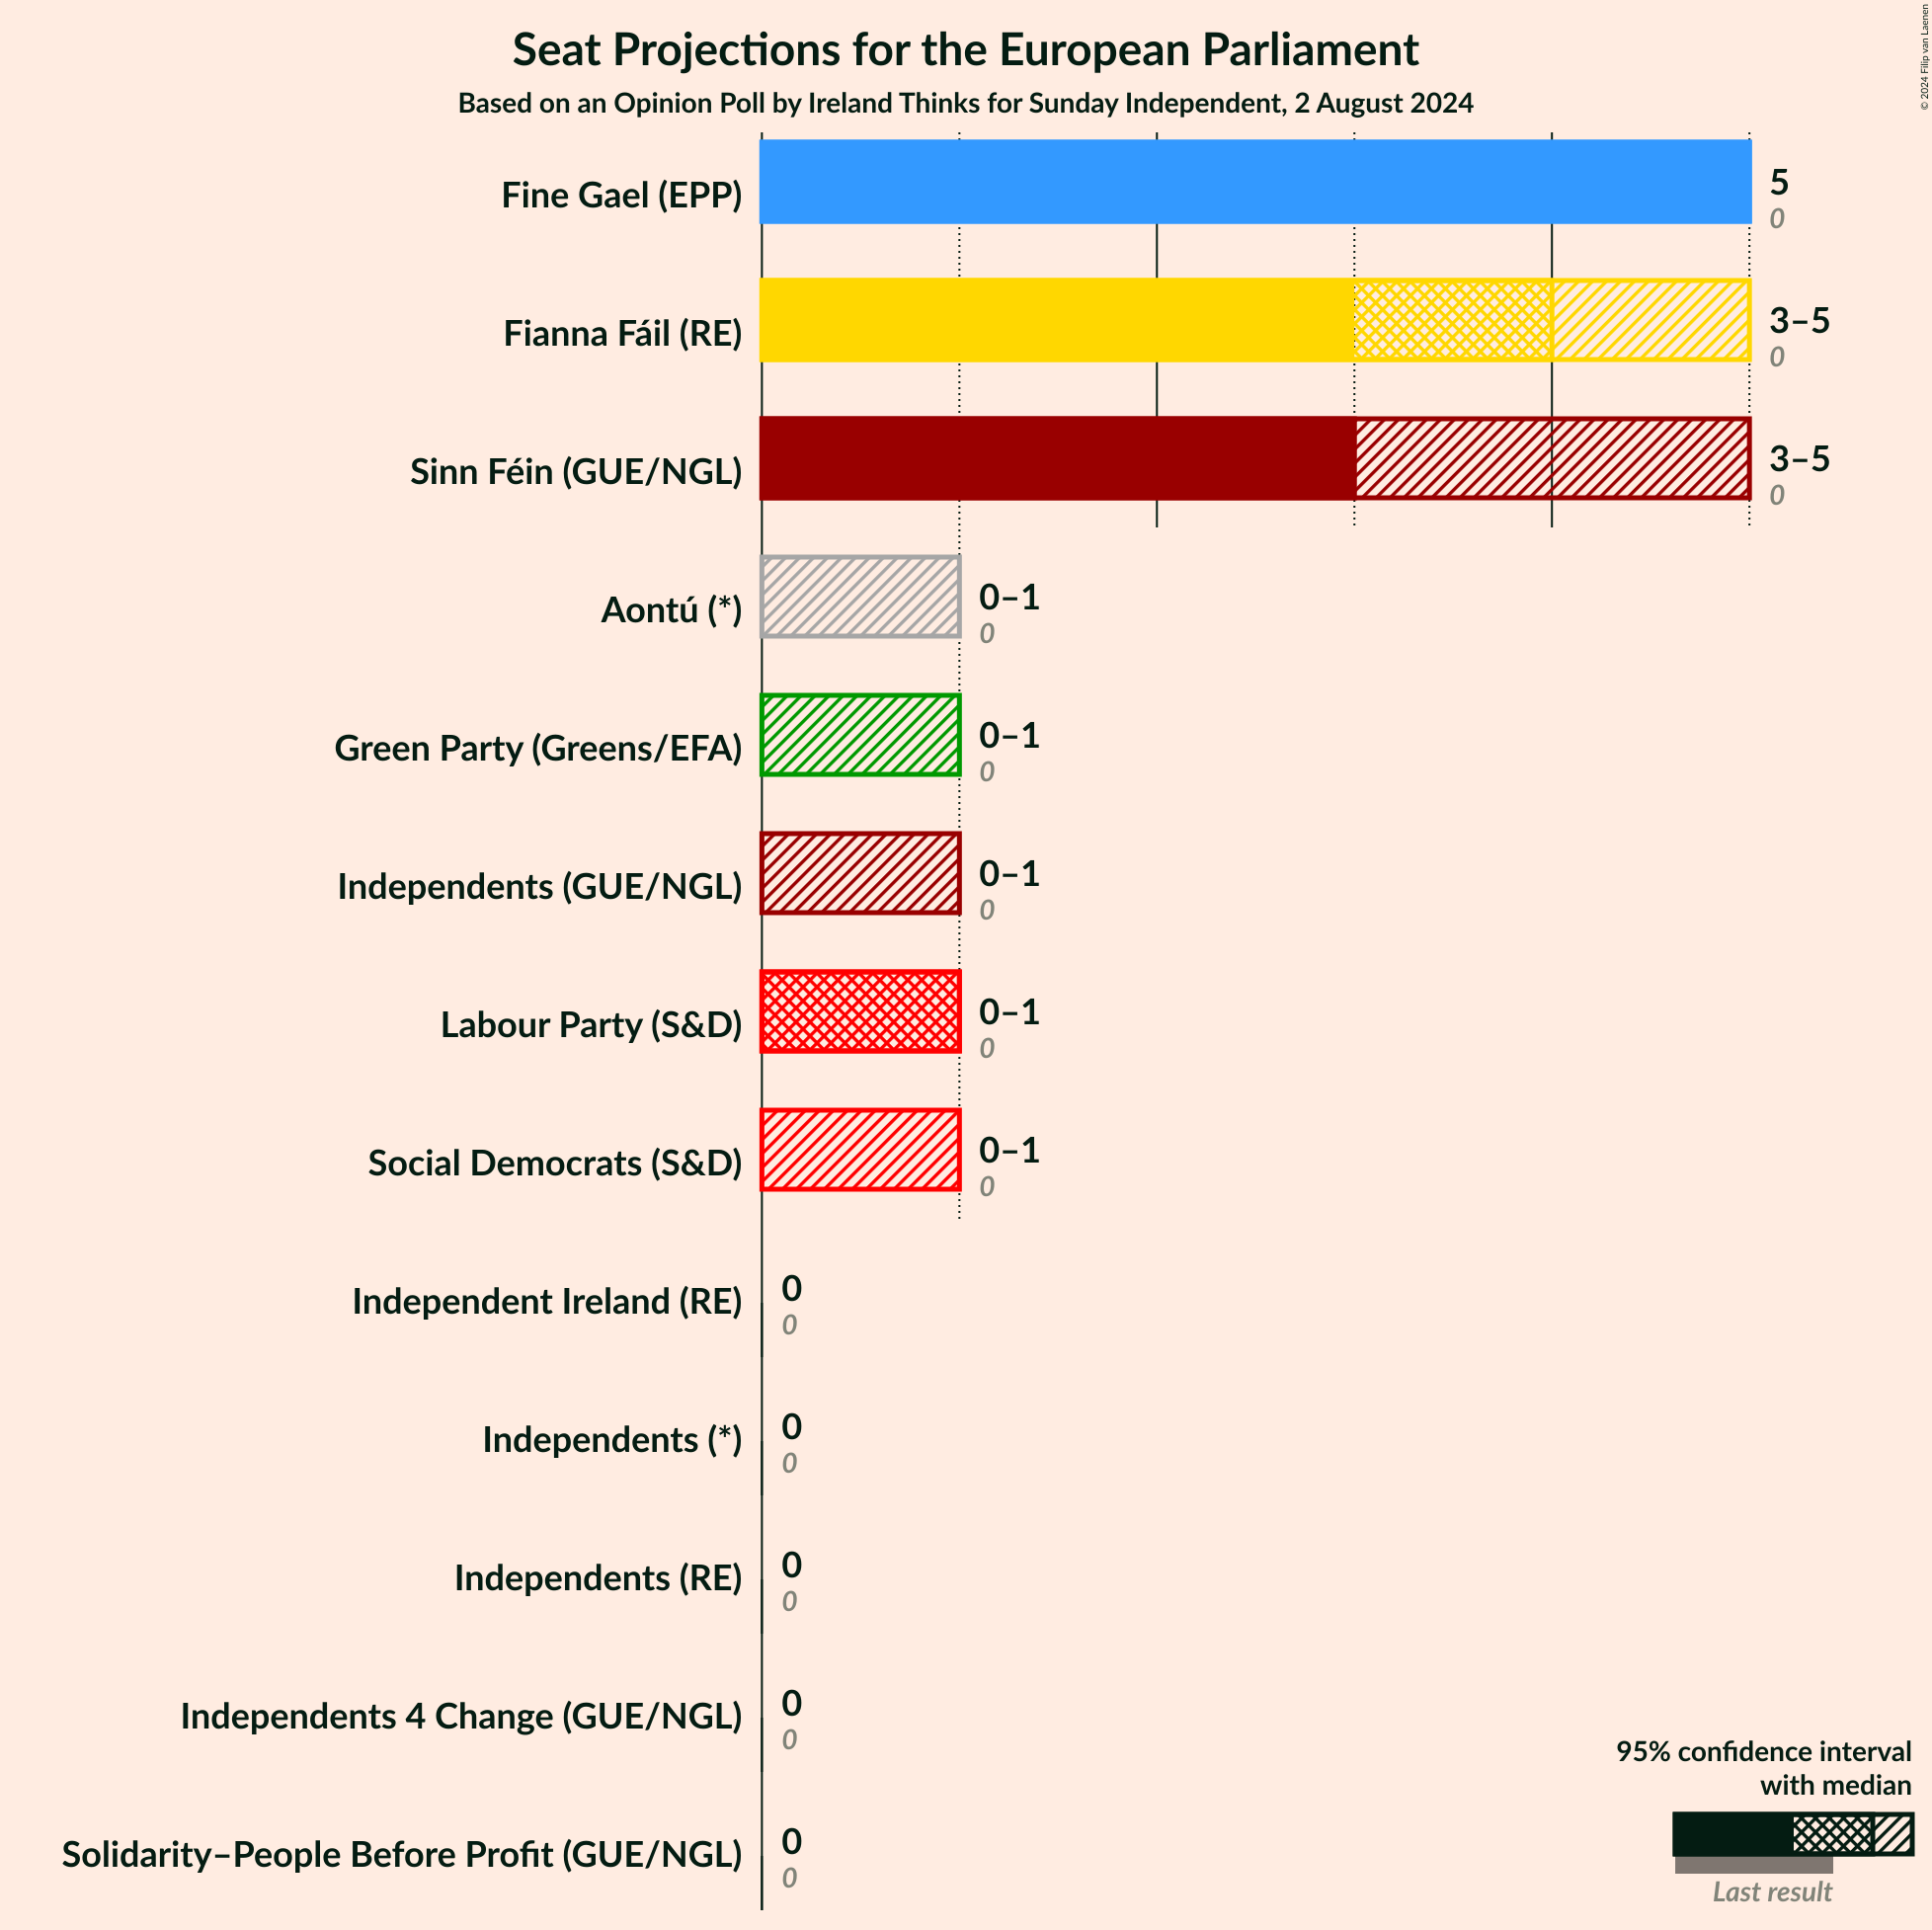 Seat Projections for the European Parliament
Based on an Opinion Poll by Ireland Thinks for Sunday Independent, 2 August 2024
© 2024 Filip van Laenen
Fine Gael (EPP)
5
0
Fianna Fáil (RE)
3–5
0
Sinn Féin (GUE/NGL)
3–5
0
Aontú (*)
0–1
0
Green Party (Greens/EFA)
0–1
0
Independents (GUE/NGL)
0–1
0
Labour Party (S&D)
0–1
0
Social Democrats (S&D)
0–1
0
Independent Ireland (RE)
0
0
Independents (*)
0
0
Independents (RE)
0
0
Independents 4 Change (GUE/NGL)
0
0
Solidarity–People Before Profit (GUE/NGL)
0
0
95% confidence interval
with median
Last result